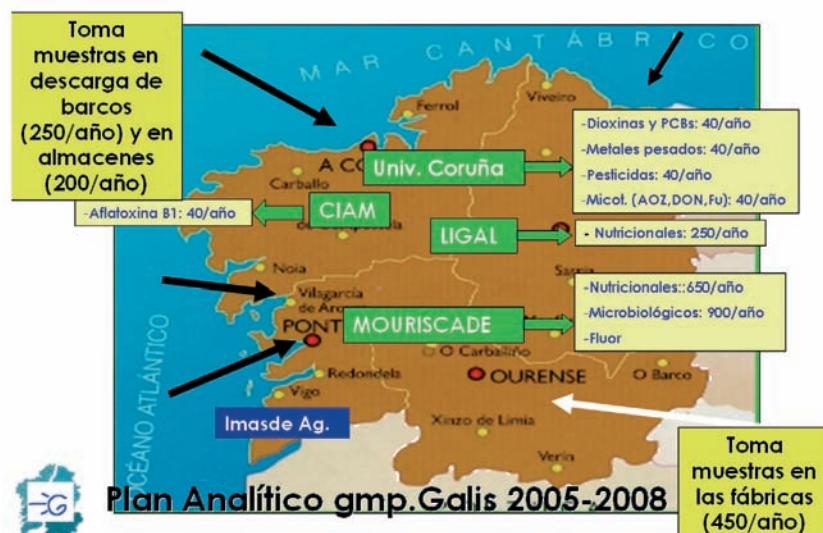 Toma
muestras en
descarga de
barcos
(250/año) y en
almacenes
(200/año)
MAR CANTÁBRICO
Ferrol
Viveiro
A CO
Carballo
Univ. Coruña
-Dioxinas y PCBs: 40/año
-Metales pesados: 40/año
-Pesticidas: 40/año
-Micot. (AOZ,DON,Fu): 40/año
-Aflatoxina B1: 40/año
CIAM
LIGAL
- Nutricionales: 250/año
Noia
Vilagarcía
de Aro
PONT
MOURISCADE
-Nutricionales::650/año
-Microbiológicos: 900/año
-Fluor
O Carballiño
Redondela
OURENSE
O Barco
Vigo
OCÉANO ATLÁNTICO
Imasde Ag.
Xinzo de Limia
Verín
Toma
muestras en
las fábricas
(450/año)
G
Plan Analítico gmp.Galis 2005-2008